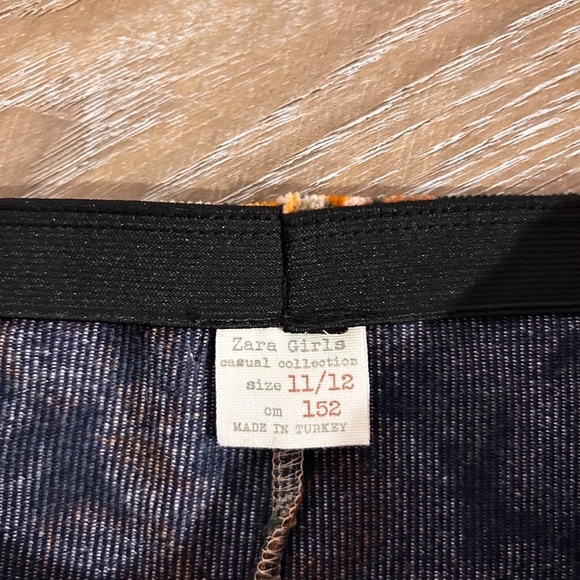 Zara Girls
casual collection
size 11/12
cm 152
MADE IN TURKEY